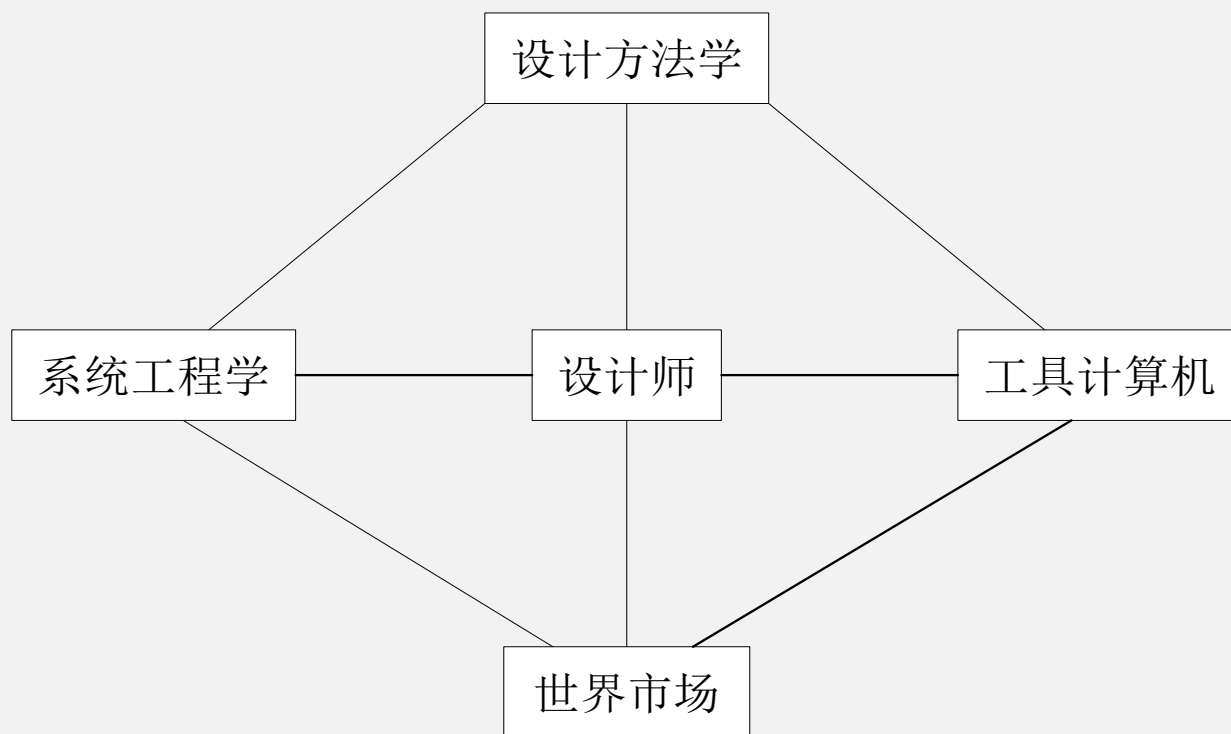 设计方法学
系统工程学
设计师
工具计算机
世界市场